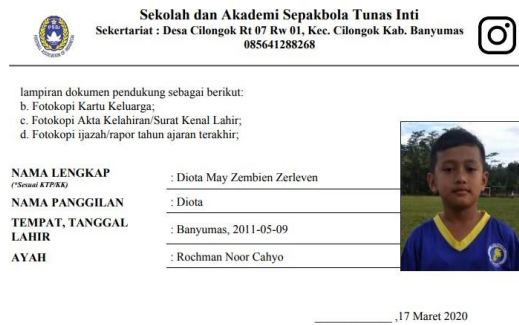 Sekolah dan Akademi Sepakbola Tunas Inti
Sekertariat : Desa Cilongok Rt 07 Rw 01, Kec. Cilongok Kab. Banyumas
085641288268
lampiran dokumen pendukung sebagai berikut:
b. Fotokopi Kartu Keluarga;
c. Fotokopi Akta Kelahiran/Surat Kenal Lahir;
d. Fotokopi ijazah/rapor tahun ajaran terakhir;
NAMA LENGKAP : Diota May Zembien Zerleven
(*Sesuai KTP/KK)
NAMA PANGGILAN : Diota
TEMPAT, TANGGAL LAHIR : Banyumas, 2011-05-09
AYAH : Rochman Noor Cahyo
,17 Maret 2020